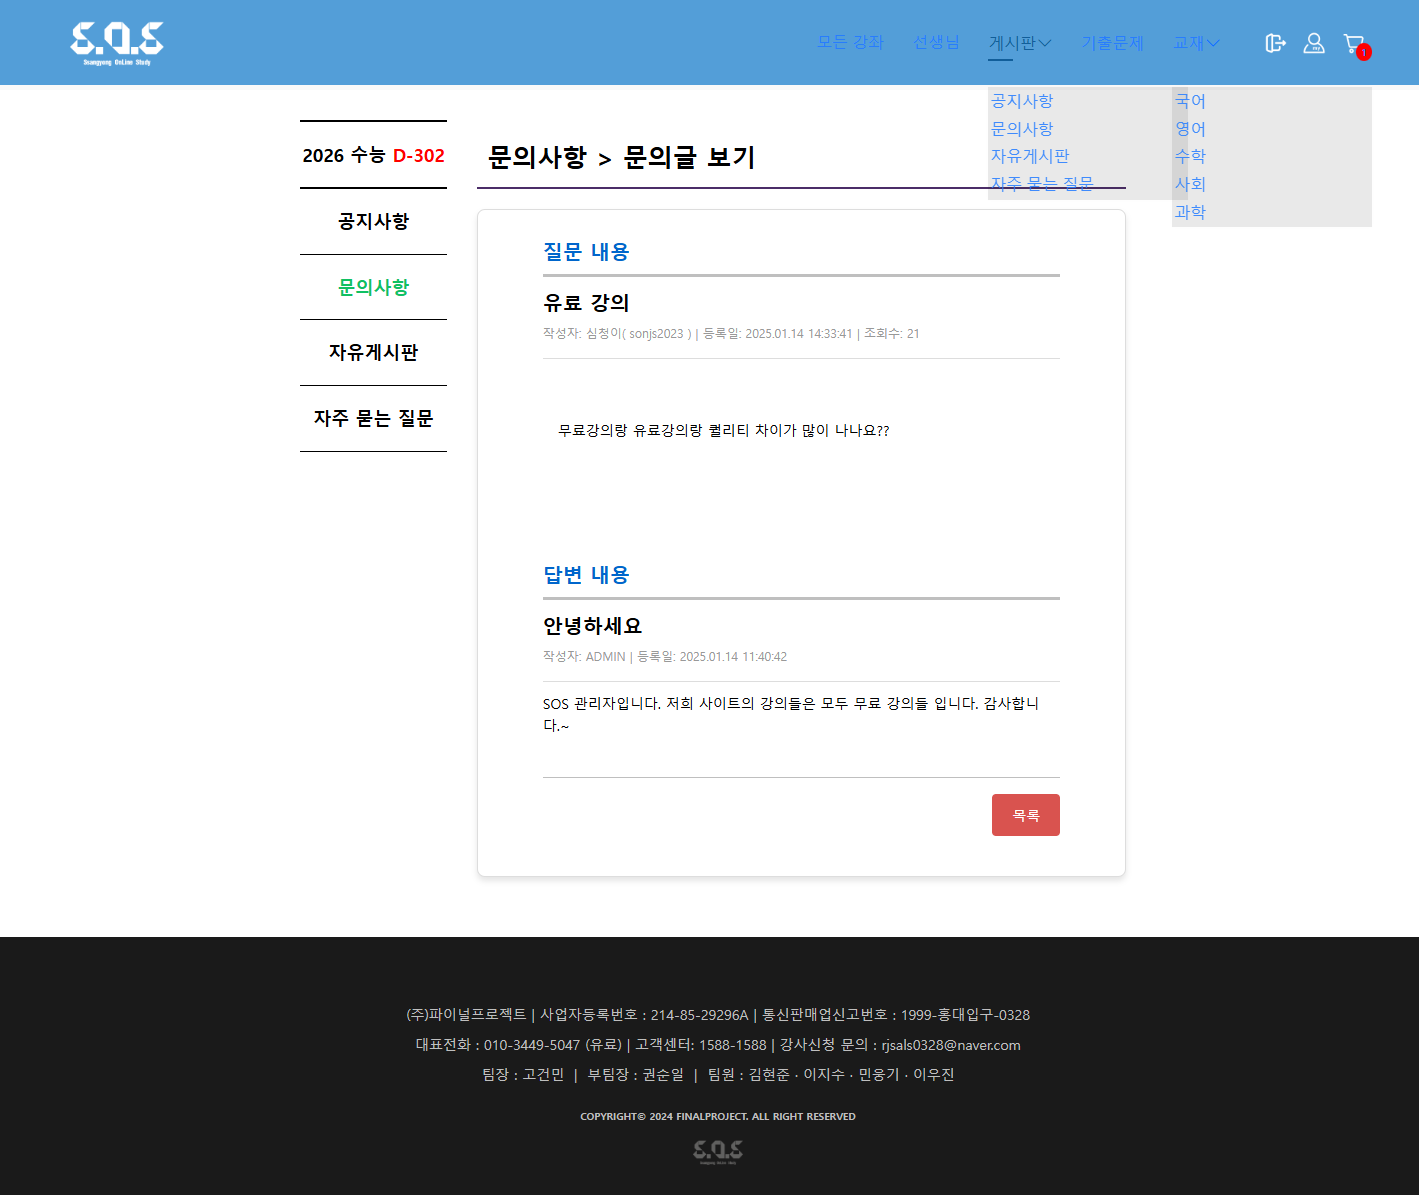 S.O.S
Ssangyong OnLine Study
모든 강좌
선생님
게시판
기출문제
교재
1
공지사항
문의사항
자유게시판
자주 묻는 질문
국어
영어
수학
사회
과학
2026 수능 D-302
공지사항
문의사항
자유게시판
자주 묻는 질문
문의사항 > 문의글 보기
질문 내용
유료 강의
작성자: 심청이( sonjs2023 ) | 등록일: 2025.01.14 14:33:41 | 조회수: 21
무료강의랑 유료강의랑 퀄리티 차이가 많이 나나요??
답변 내용
안녕하세요
작성자: ADMIN | 등록일: 2025.01.14 11:40:42
SOS 관리자입니다. 저희 사이트의 강의들은 모두 무료 강의들 입니다. 감사합니
다.~
목록
(주)파이널프로젝트 | 사업자등록번호 : 214-85-29296A | 통신판매업신고번호 : 1999-홍대입구-0328
대표전화 : 010-3449-5047 (유료) | 고객센터: 1588-1588 | 강사신청 문의 : rjsals0328@naver.com
팀장 : 고건민 | 부팀장 : 권순일 | 팀원 : 김현준 · 이지수 · 민웅기 · 이우진
COPYRIGHT© 2024 FINALPROJECT. ALL RIGHT RESERVED
S.O.S